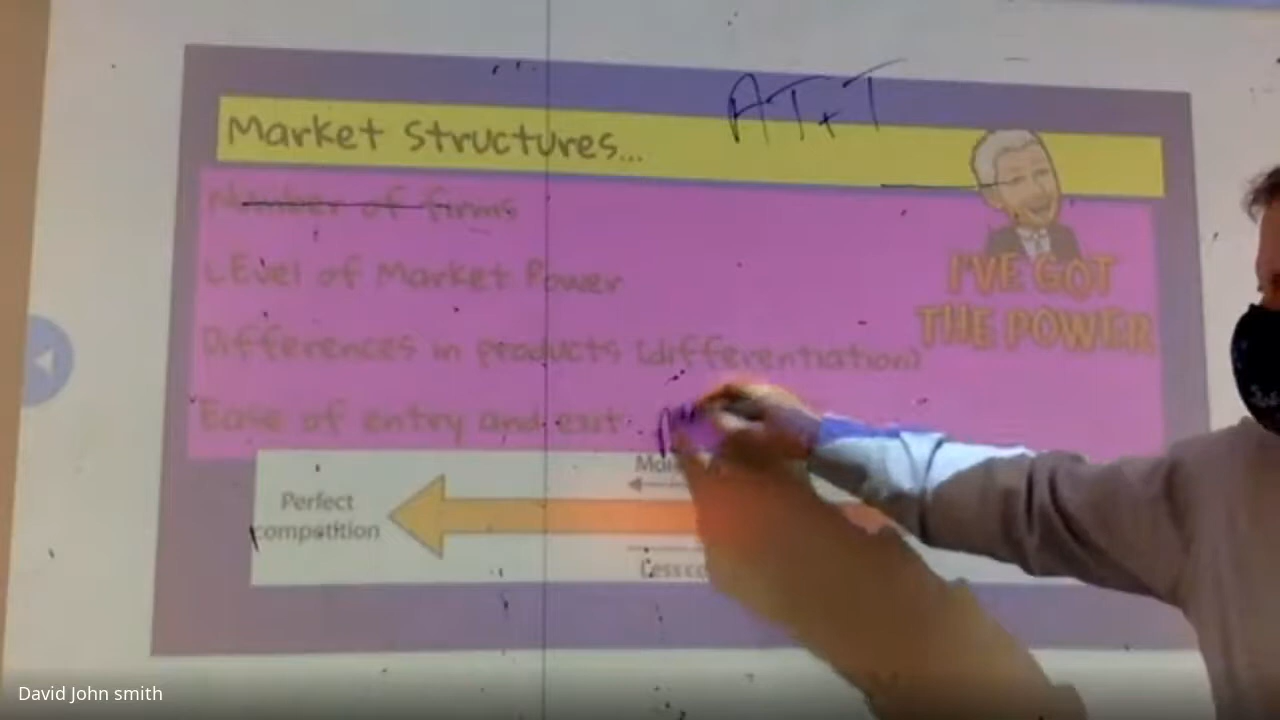 AT+T
Market Structures...
Number of firms
LEvel of Market Power
I'VE GOT
THE POWER
Differences in products (differentiation)
Ease of entry and exit
Perfect
competition
David John smith